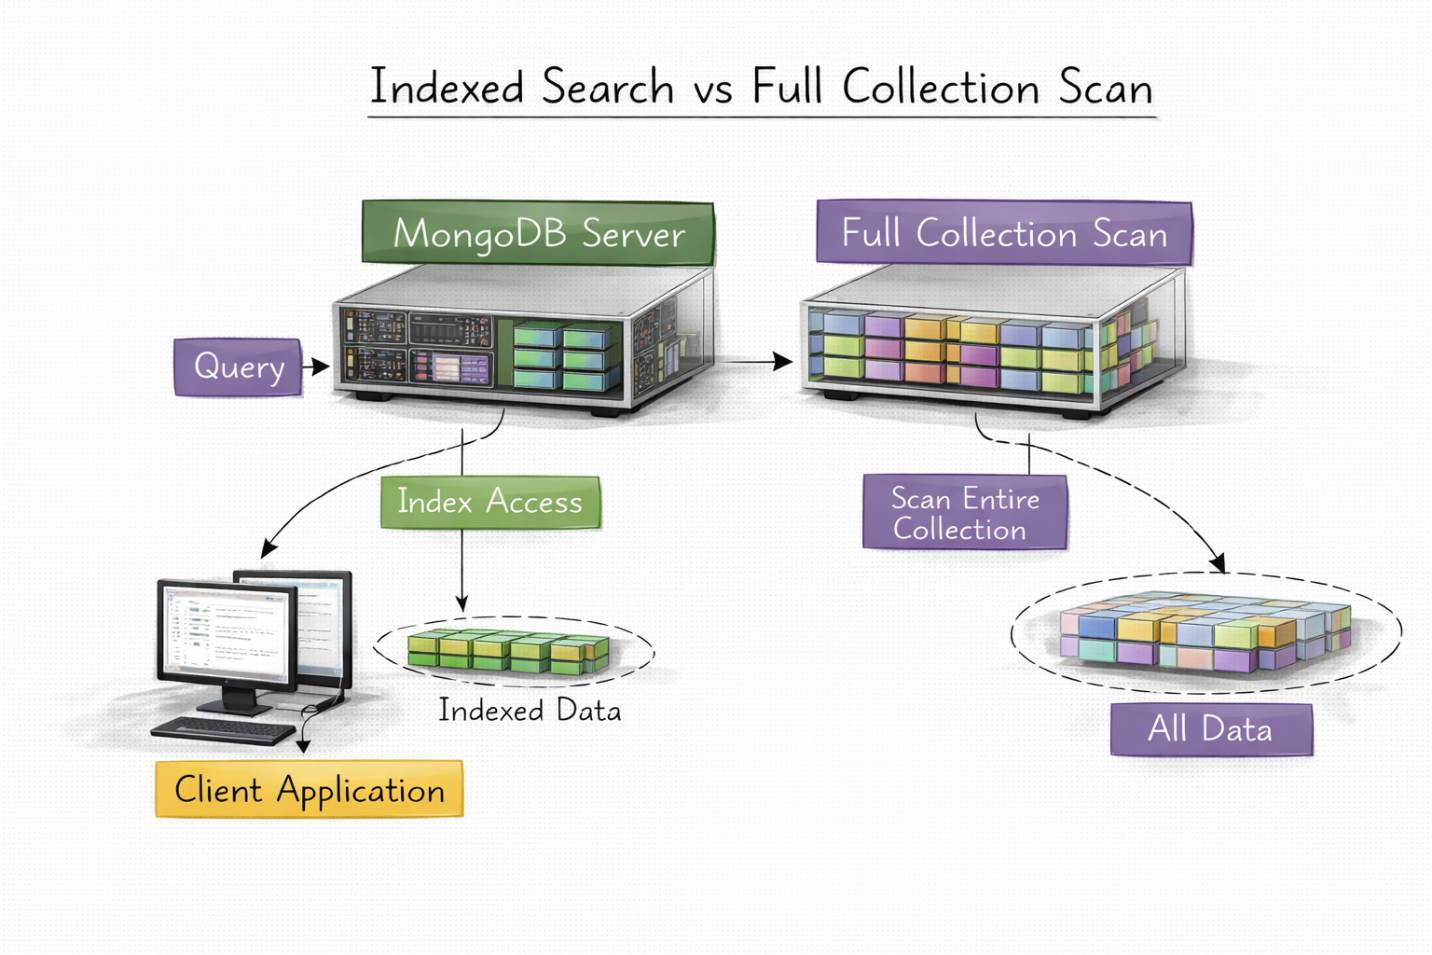 Indexed Search vs Full Collection Scan
MongoDB Server
Full Collection Scan
Query
Index Access
Scan Entire
Collection
Indexed Data
All Data
Client Application